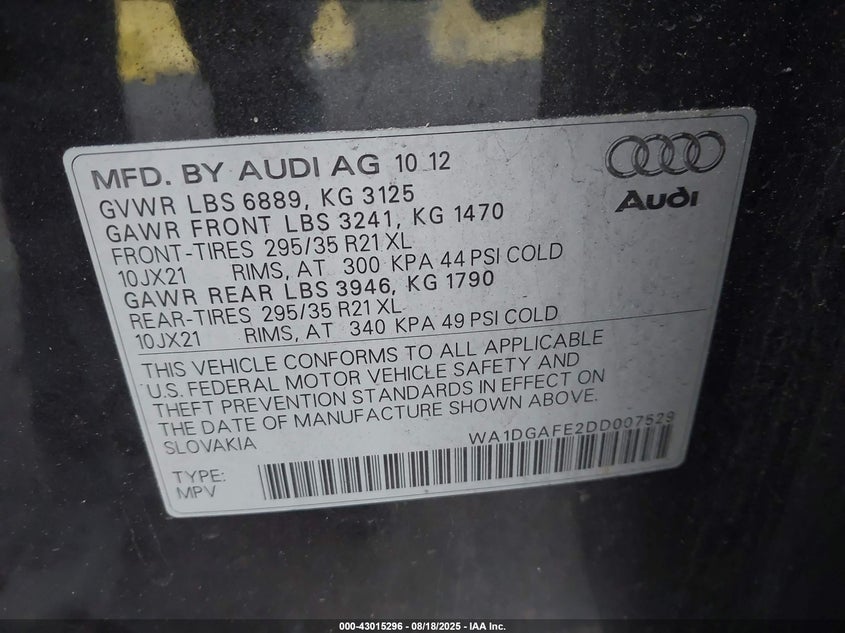 MFD. BY AUDI AG 10 12
Audi
GVWR LBS 6889, KG 3125
GAWR FRONT LBS 3241, KG 1470
FRONT-TIRES 295/35 R21 XL
10JX21 RIMS, AT 300 KPA 44 PSI COLD
GAWR REAR LBS 3946, KG 1790
REAR-TIRES 295/35 R21 XL
10JX21 RIMS, AT 340 KPA 49 PSI COLD
THIS VEHICLE CONFORMS TO ALL APPLICABLE
U.S. FEDERAL MOTOR VEHICLE SAFETY AND
THEFT PREVENTION STANDARDS IN EFFECT ON
THE DATE OF MANUFACTURE SHOWN ABOVE.
SLOVAKIA WA1DGAFE2DD007529
TYPE:
MPV
000-43015296 - 08/18/2025 - IAA Inc.